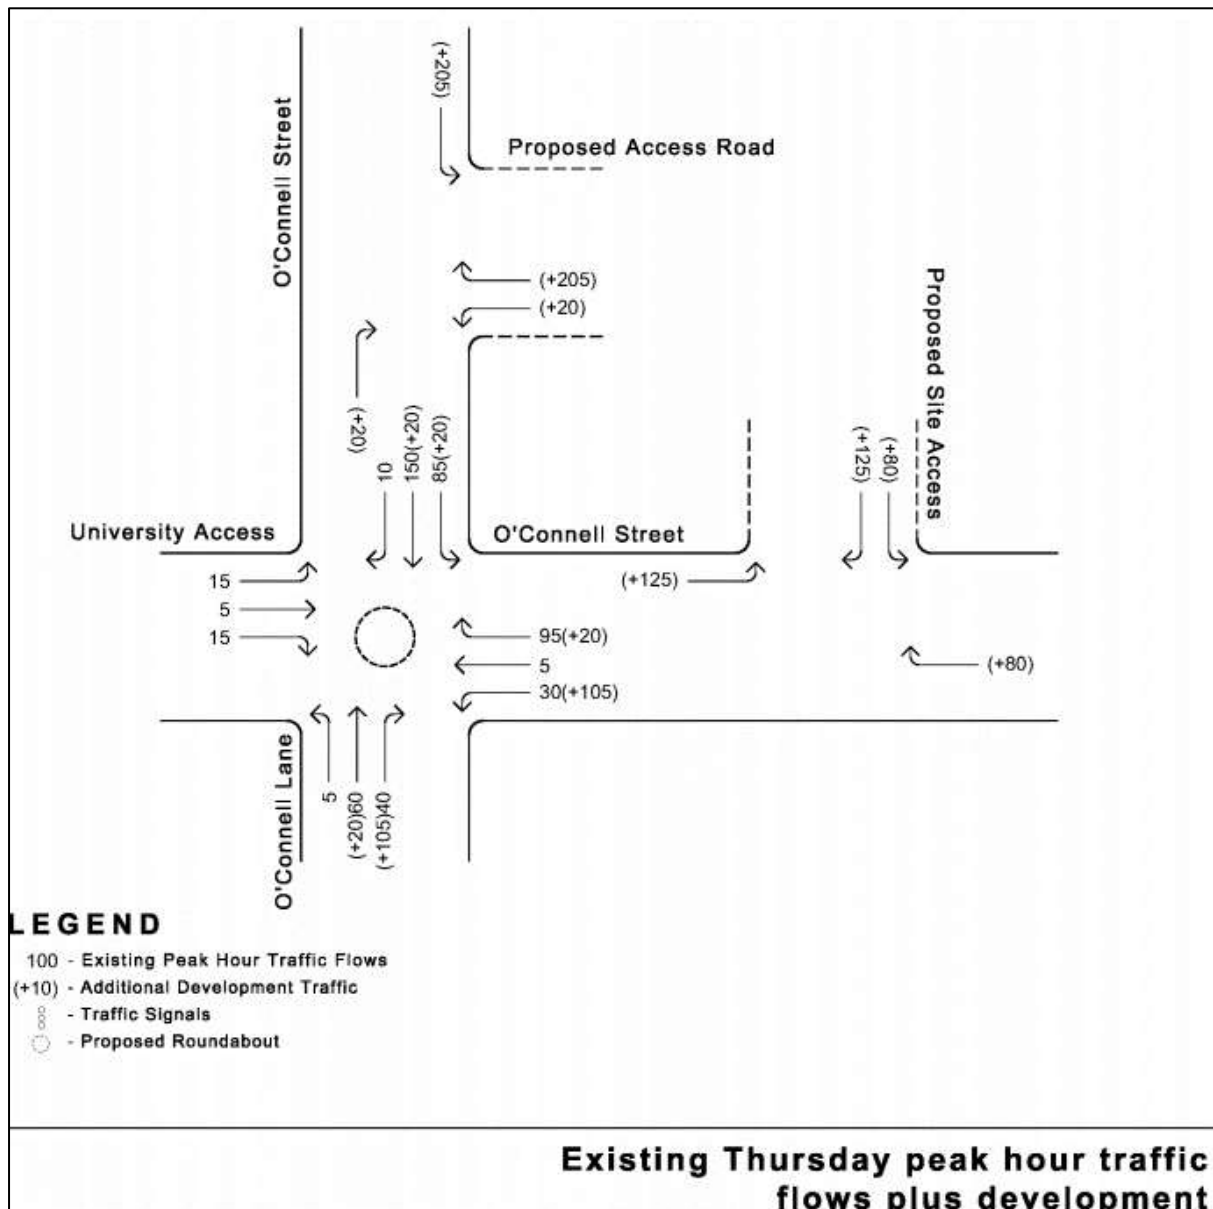 (+205)
O'Connell Street
Proposed Access Road
(+205)
(+20)
Proposed Site Access
(+20)
10
150(+20)
85(+20)
(+125)
(+80)
University Access
O'Connell Street
15
5
15
(+125)
95(+20)
5
30(+105)
(+80)
O'Connell Lane
5
(+20)60
(+105)40
LEGEND
100 - Existing Peak Hour Traffic Flows
(+10) - Additional Development Traffic
- Traffic Signals
- Proposed Roundabout
Existing Thursday peak hour traffic
flows plus development